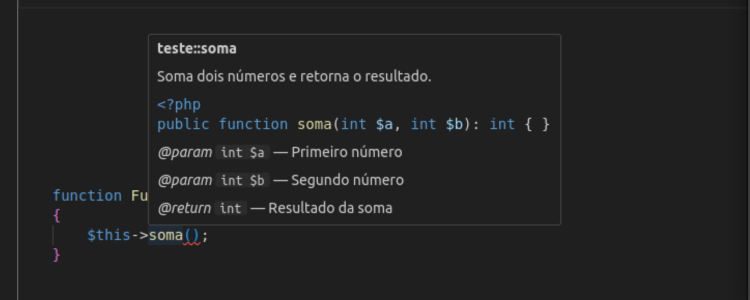 teste::soma
Soma dois números e retorna o resultado.
<?php
public function soma(int $a, int $b): int { }
@param int $a — Primeiro número
@param int $b — Segundo número
@return int — Resultado da soma
function Fu
{
$this->soma();
}